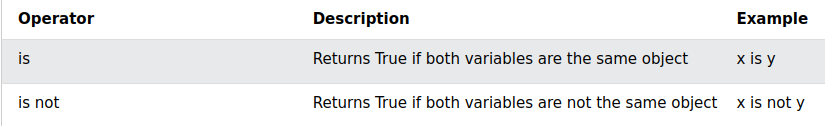 Operator Description Example
is Returns True if both variables are the same object x is y
is not Returns True if both variables are not the same object x is not y